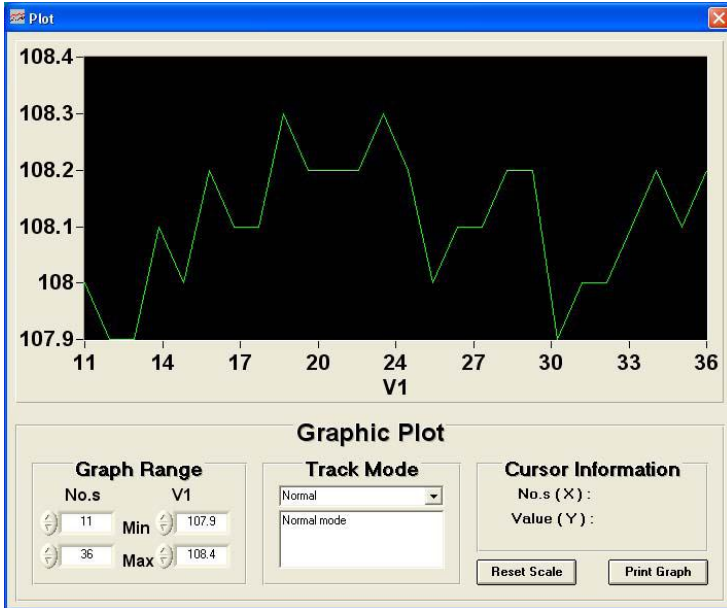 Plot
108.4
108.3
108.2
108.1
108
107.9
11 14 17 20 24 27 30 33 36
V1
Graphic Plot
Graph Range
No.s V1
11 Min 107.9
36 Max 108.4
Track Mode
Normal
Normal mode
Cursor Information
No.s ( X ) :
Value ( Y ) :
Reset Scale Print Graph